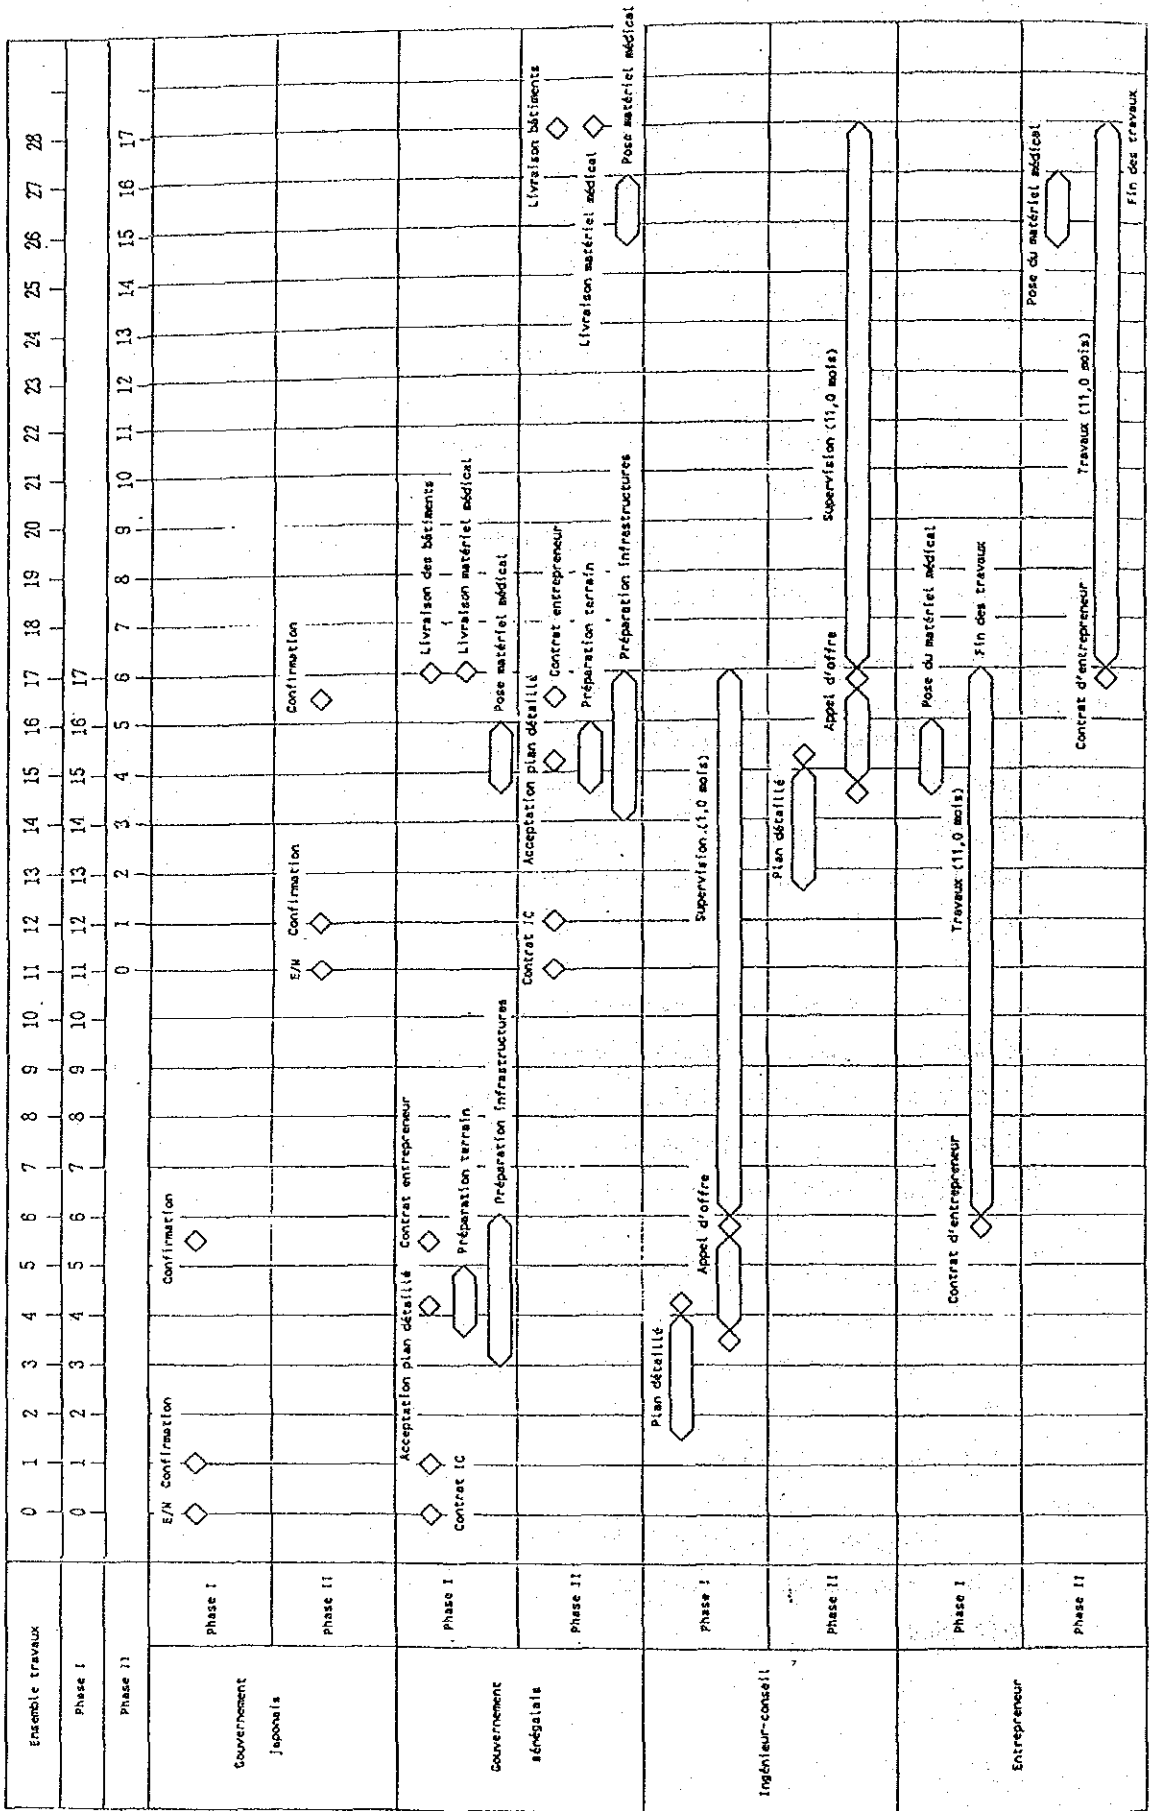 Ensemble travaux 0 1 2 3 4 5 6 7 8 9 10 11 12 13 14 15 16 17 18 19 20 21 22 23 24 25 26 27 28
Phase I 0 1 2 3 4 5 6 7 8 9 10 11 12 13 14 15 16 17
Phase II 0 1 2 3 4 5 6 7 8 9 10 11 12 13 14 15 16 17
Gouvernement
japonais
Phase I
E/N Confirmation
Confirmation
Phase II
E/N Confirmation
Confirmation
Gouvernement
sénégalais
Phase I
Acceptation plan détaillé Contrat entrepreneur
Livraison des bâtiments
Contrat IC
Préparation terrain
Livraison matériel médical
Préparation infrastructures
Pose matériel médical
Phase II
Contrat IC
Acceptation plan détaillé
Contrat entrepreneur
Livraison bâtiments
Préparation terrain
Livraison matériel médical
Préparation infrastructures
Pose matériel médical
Ingénieur-conseil
Phase I
Plan détaillé
Appel d'offre
Supervision (1,0 mois)
Phase II
Plan détaillé
Appel d'offre
Supervision (11,0 mois)
Entrepreneur
Phase I
Pose du matériel médical
Contrat d'entrepreneur
Travaux (11,0 mois)
Fin des travaux
Phase II
Pose du matériel médical
Contrat d'entrepreneur
Travaux (11,0 mois)
Fin des travaux